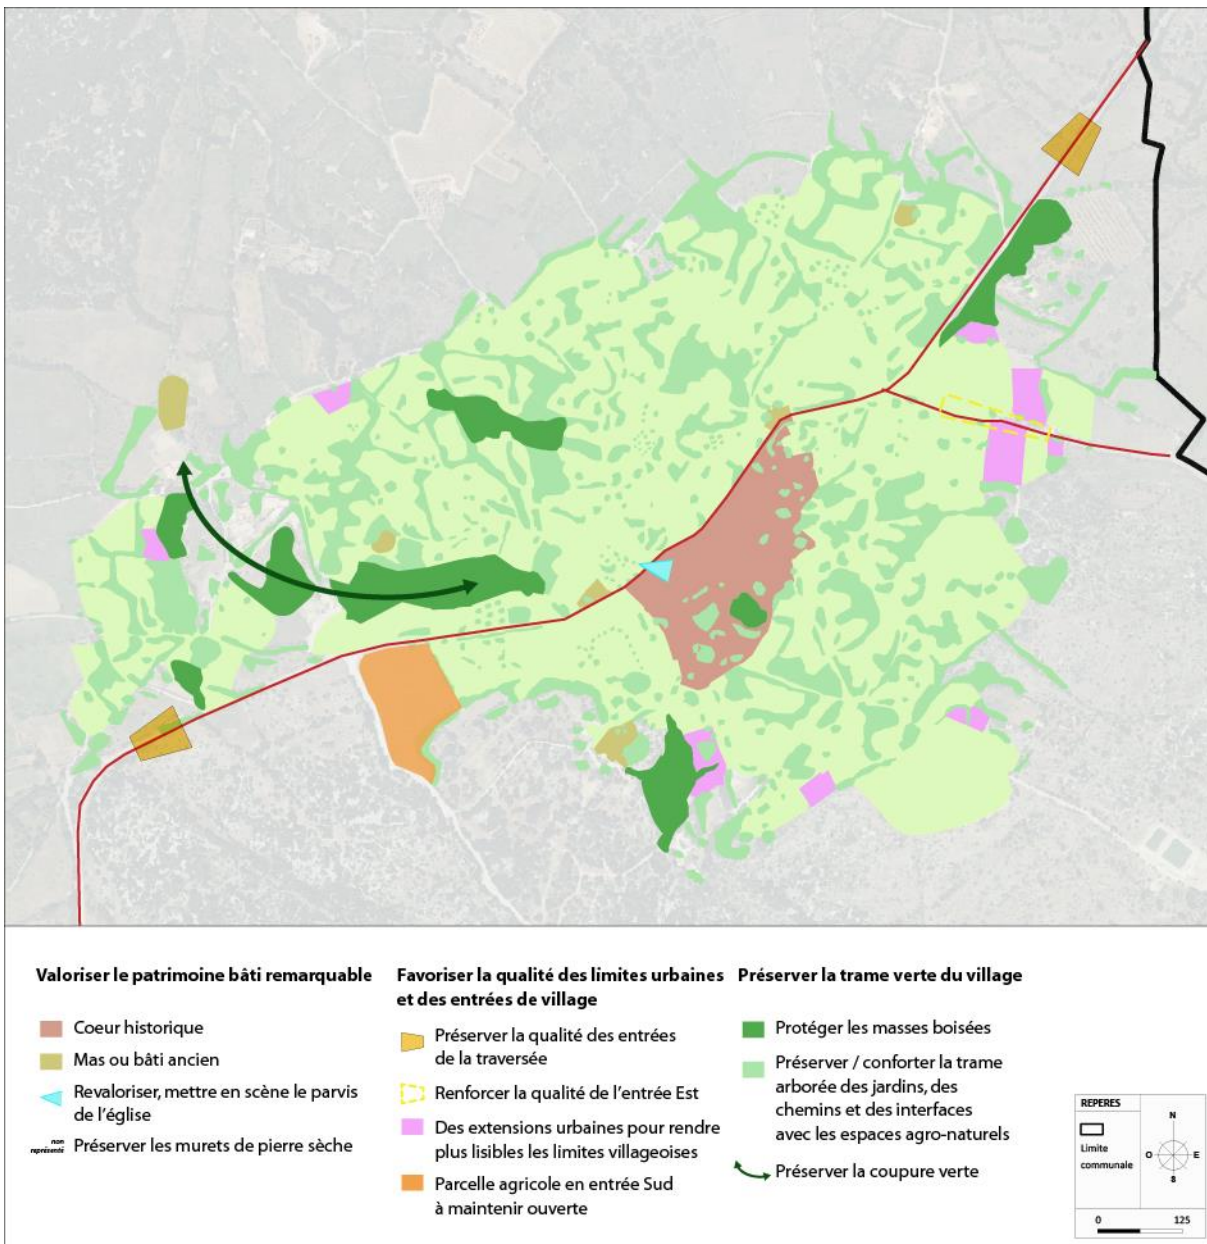 Valoriser le patrimoine bâti remarquable
Coeur historique
Mas ou bâti ancien
Revaloriser, mettre en scène le parvis
de l'église
non
représenté
Préserver les murets de pierre sèche
Favoriser la qualité des limites urbaines
et des entrées de village
Préserver la qualité des entrées
de la traversée
Renforcer la qualité de l'entrée Est
Des extensions urbaines pour rendre
plus lisibles les limites villageoises
Parcelle agricole en entrée Sud
à maintenir ouverte
Préserver la trame verte du village
Protéger les masses boisées
Préserver / conforter la trame
arborée des jardins, des
chemins et des interfaces
avec les espaces agro-naturels
Préserver la coupure verte
REPERES
Limite
communale
N
O
E
S
0 125